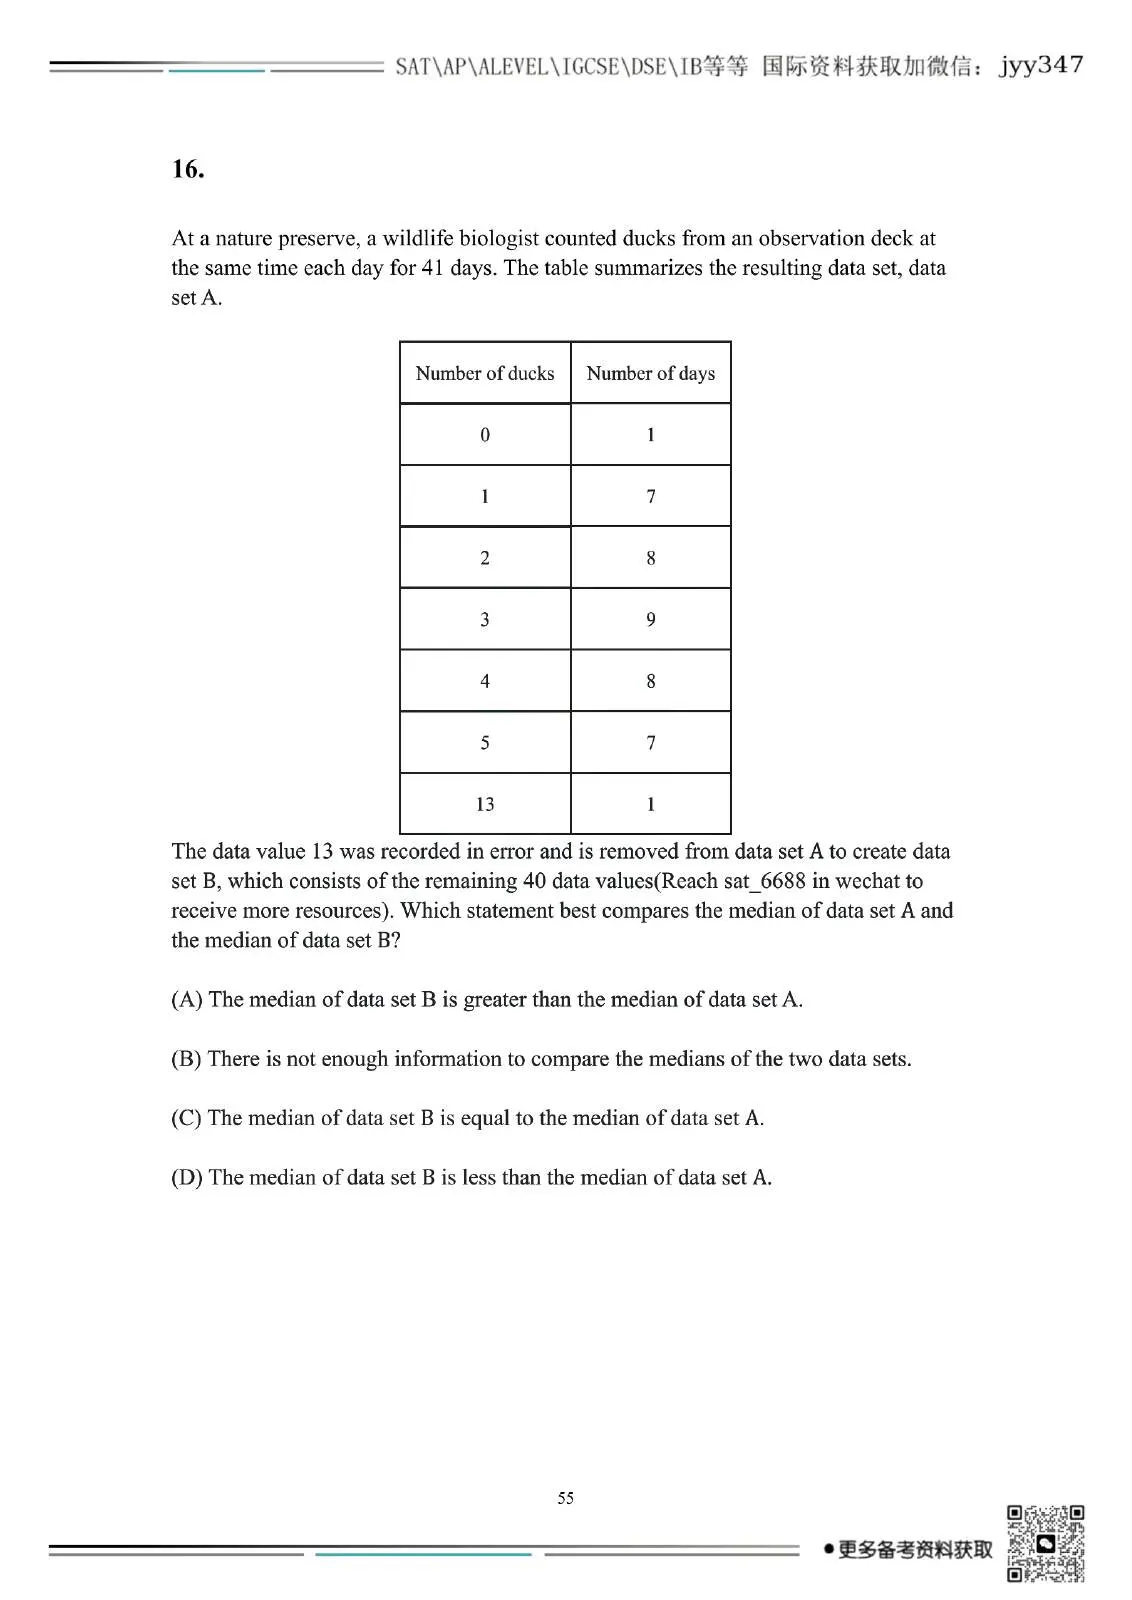 SAT\AP\ALEVEL\IGCSE\DSE\IB等等 国际资料获取加微信: jyy347
16.
At a nature preserve, a wildlife biologist counted ducks from an observation deck at
the same time each day for 41 days. The table summarizes the resulting data set, data
set A.
Number of ducks Number of days
0 1
1 7
2 8
3 9
4 8
5 7
13 1
The data value 13 was recorded in error and is removed from data set A to create data
set B, which consists of the remaining 40 data values(Reach sat_6688 in wechat to
receive more resources). Which statement best compares the median of data set A and
the median of data set B?
(A) The median of data set B is greater than the median of data set A.
(B) There is not enough information to compare the medians of the two data sets.
(C) The median of data set B is equal to the median of data set A.
(D) The median of data set B is less than the median of data set A.
55
●更多备考资料获取